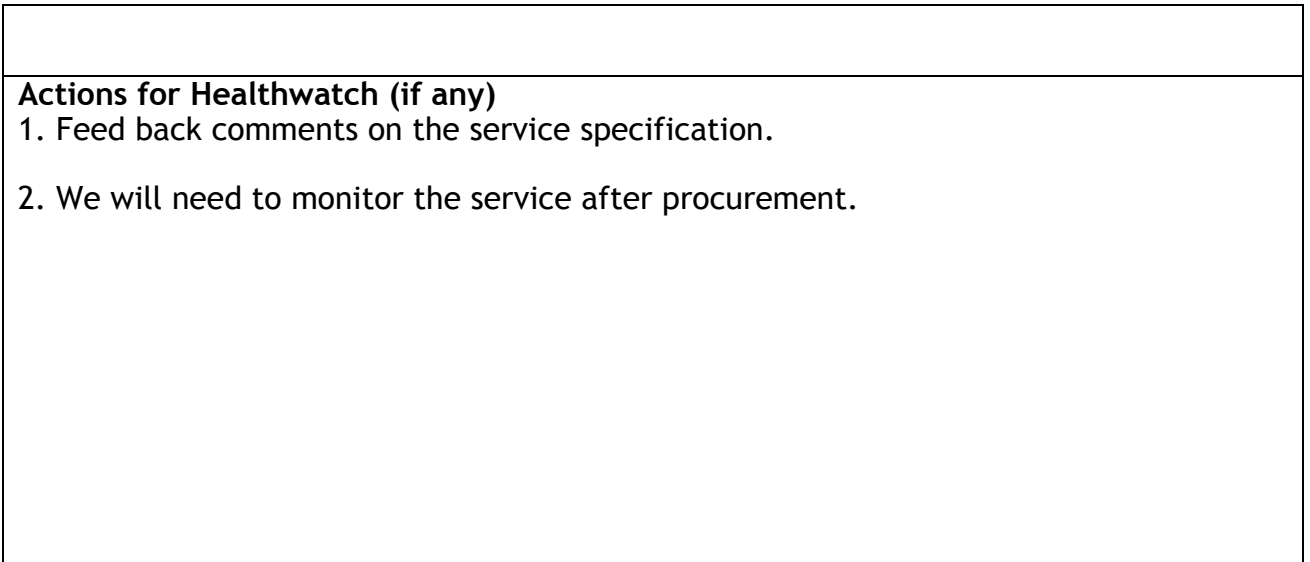 Actions for Healthwatch (if any)
1. Feed back comments on the service specification.
2. We will need to monitor the service after procurement.